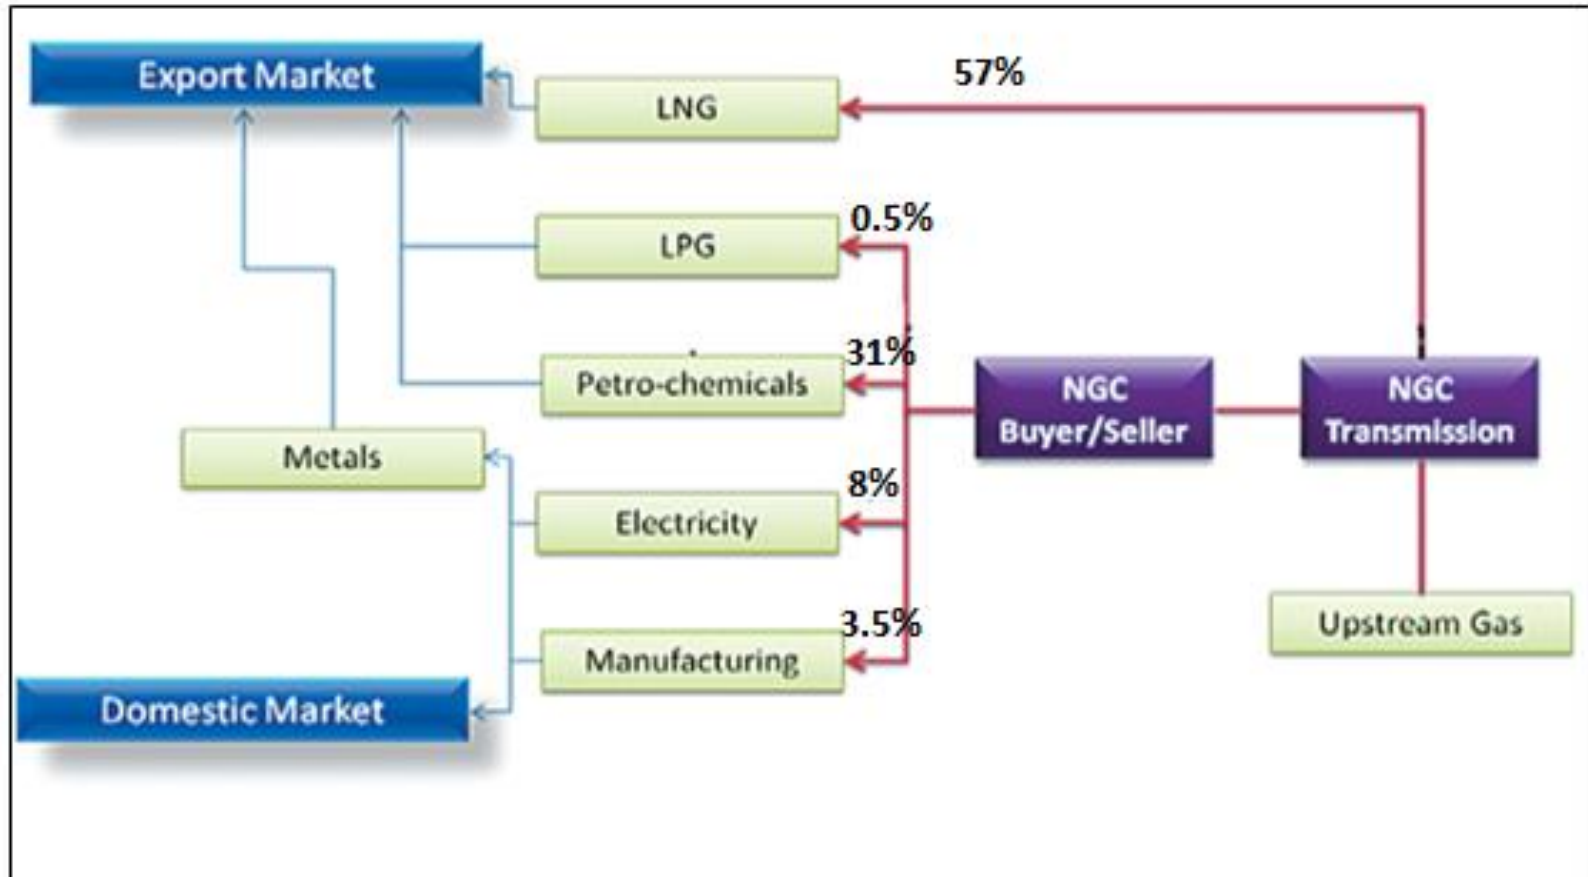 Export Market
57%
LNG
0.5%
LPG
31%
Petro-chemicals
NGC
Buyer/Seller
NGC
Transmission
Metals
8%
Electricity
3.5%
Manufacturing
Upstream Gas
Domestic Market